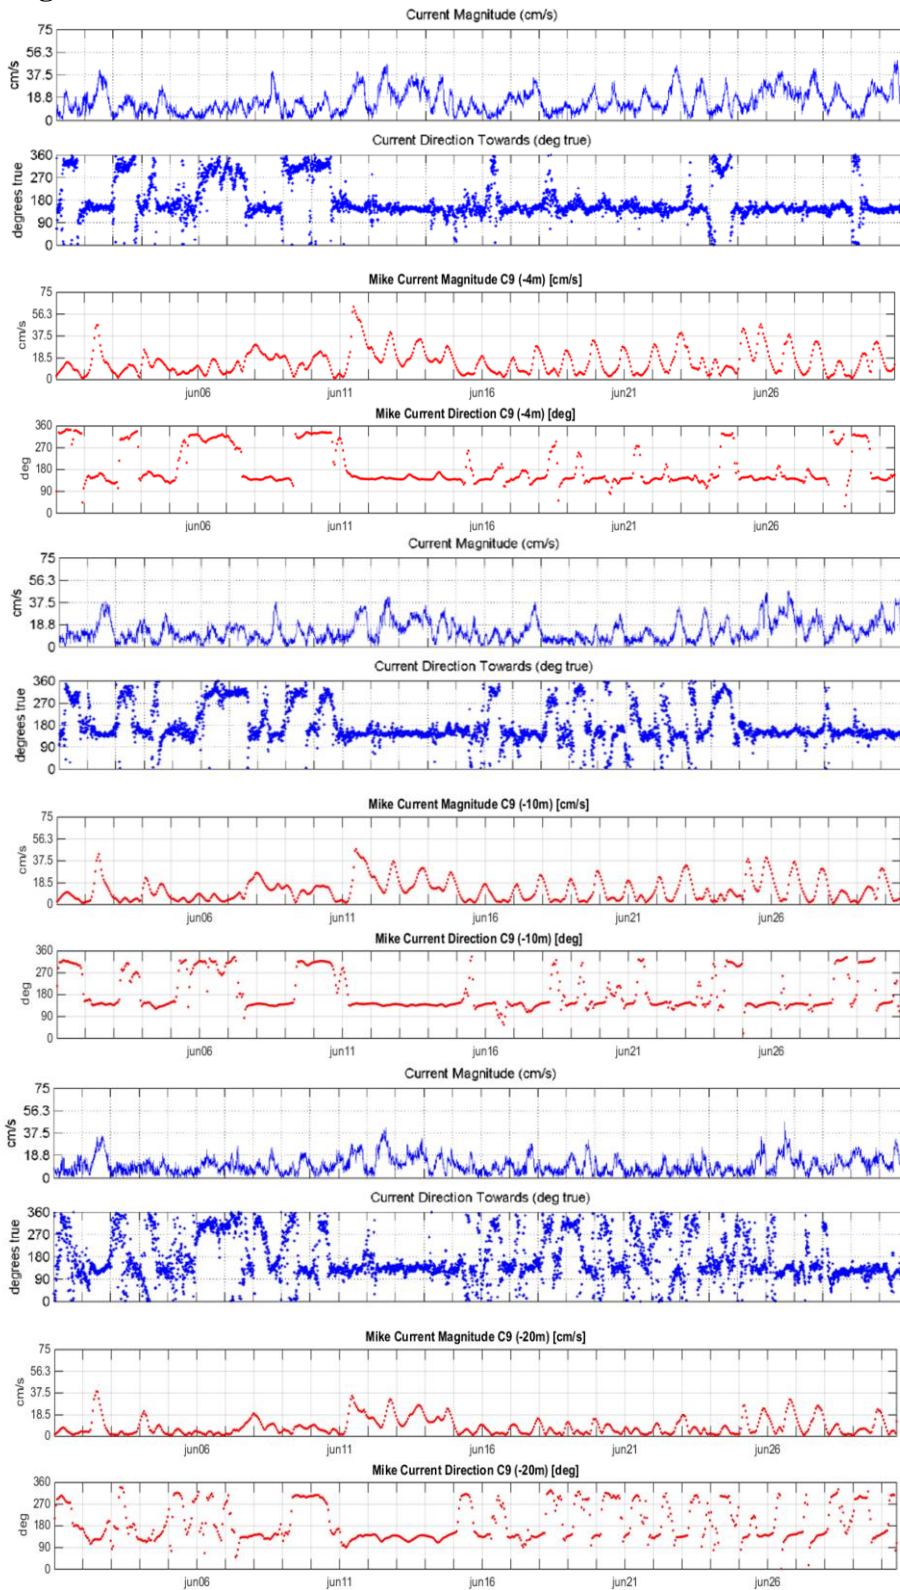 Current Magnitude (cm/s)
75
56.3
37.5
18.8
0
cm/s
Current Direction Towards (deg true)
360
270
180
90
0
degrees true
Mike Current Magnitude C9 (-4m) [cm/s]
75
56.3
37.5
18.5
0
cm/s
jun06 jun11 jun16 jun21 jun26
Mike Current Direction C9 (-4m) [deg]
360
270
180
90
0
deg
jun06 jun11 jun16 jun21 jun26
Current Magnitude (cm/s)
75
56.3
37.5
18.8
0
cm/s
Current Direction Towards (deg true)
360
270
180
90
0
degrees true
Mike Current Magnitude C9 (-10m) [cm/s]
75
56.3
37.5
18.5
0
cm/s
jun06 jun11 jun16 jun21 jun26
Mike Current Direction C9 (-10m) [deg]
360
270
180
90
0
deg
jun06 jun11 jun16 jun21 jun26
Current Magnitude (cm/s)
75
56.3
37.5
18.8
0
cm/s
Current Direction Towards (deg true)
360
270
180
90
0
degrees true
Mike Current Magnitude C9 (-20m) [cm/s]
75
56.3
37.5
18.5
0
cm/s
jun06 jun11 jun16 jun21 jun26
Mike Current Direction C9 (-20m) [deg]
360
270
180
90
0
deg
jun06 jun11 jun16 jun21 jun26